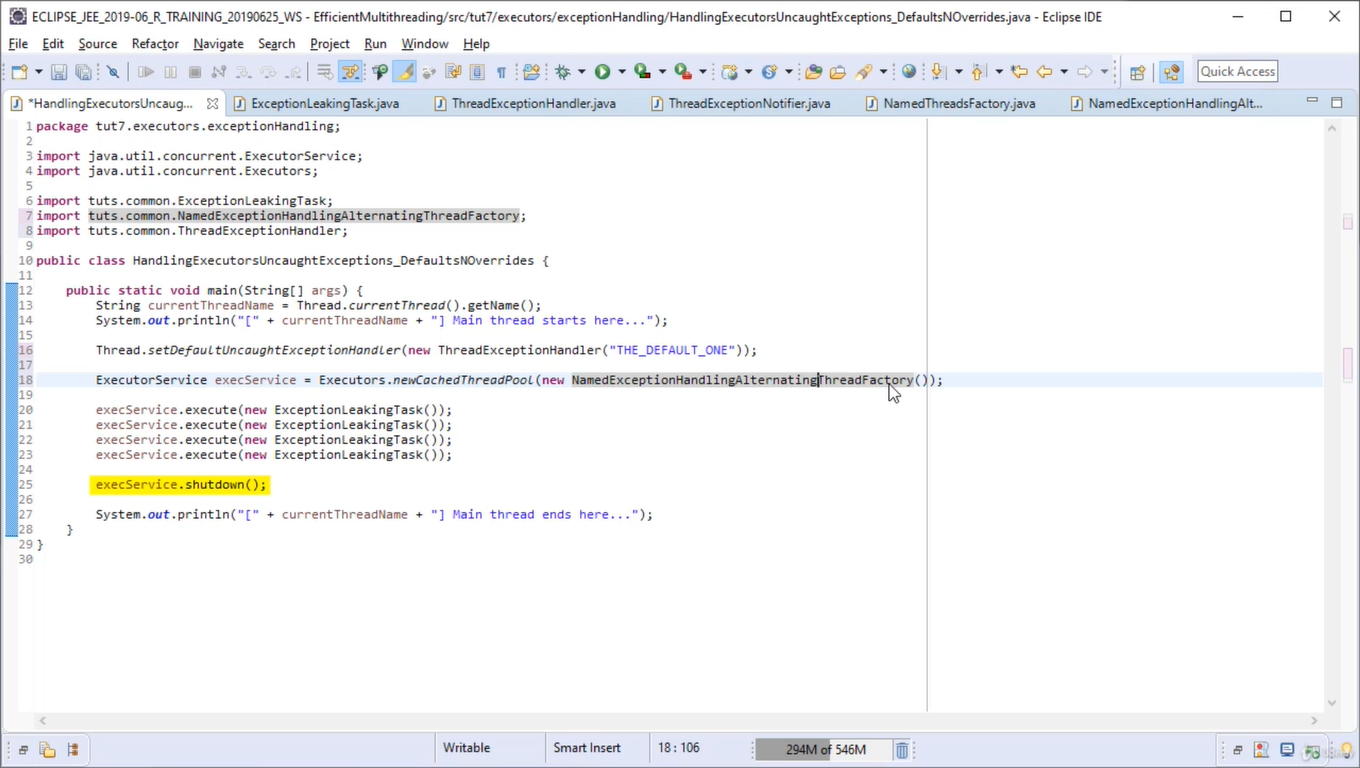 ECLIPSE_JEE_2019-06_R_TRAINING_20190625_WS - EfficientMultithreading/src/tut7/executors/exceptionHandling/HandlingExecutorsUncaughtExceptions_DefaultsNOverrides.java - Eclipse IDE
File Edit Source Refactor Navigate Search Project Run Window Help
Quick Access
*HandlingExecutorsUncaug... ExceptionLeakingTask.java ThreadExceptionHandler.java ThreadExceptionNotifier.java NamedThreadsFactory.java NamedExceptionHandlingAlt...
1 package tut7.executors.exceptionHandling;
2
3 import java.util.concurrent.ExecutorService;
4 import java.util.concurrent.Executors;
5
6 import tuts.common.ExceptionLeakingTask;
7 import tuts.common.NamedExceptionHandlingAlternatingThreadFactory;
8 import tuts.common.ThreadExceptionHandler;
9
10 public class HandlingExecutorsUncaughtExceptions_DefaultsNOverrides {
11
12 public static void main(String[] args) {
13 String currentThreadName = Thread.currentThread().getName();
14 System.out.println("[" + currentThreadName + "] Main thread starts here...");
15
16 Thread.setDefaultUncaughtExceptionHandler(new ThreadExceptionHandler("THE_DEFAULT_ONE"));
17
18 ExecutorService execService = Executors.newCachedThreadPool(new NamedExceptionHandlingAlternatingThreadFactory());
19
20 execService.execute(new ExceptionLeakingTask());
21 execService.execute(new ExceptionLeakingTask());
22 execService.execute(new ExceptionLeakingTask());
23 execService.execute(new ExceptionLeakingTask());
24
25 execService.shutdown();
26
27 System.out.println("[" + currentThreadName + "] Main thread ends here...");
28 }
29 }
30
Writable Smart Insert 18 : 106 294M of 546M